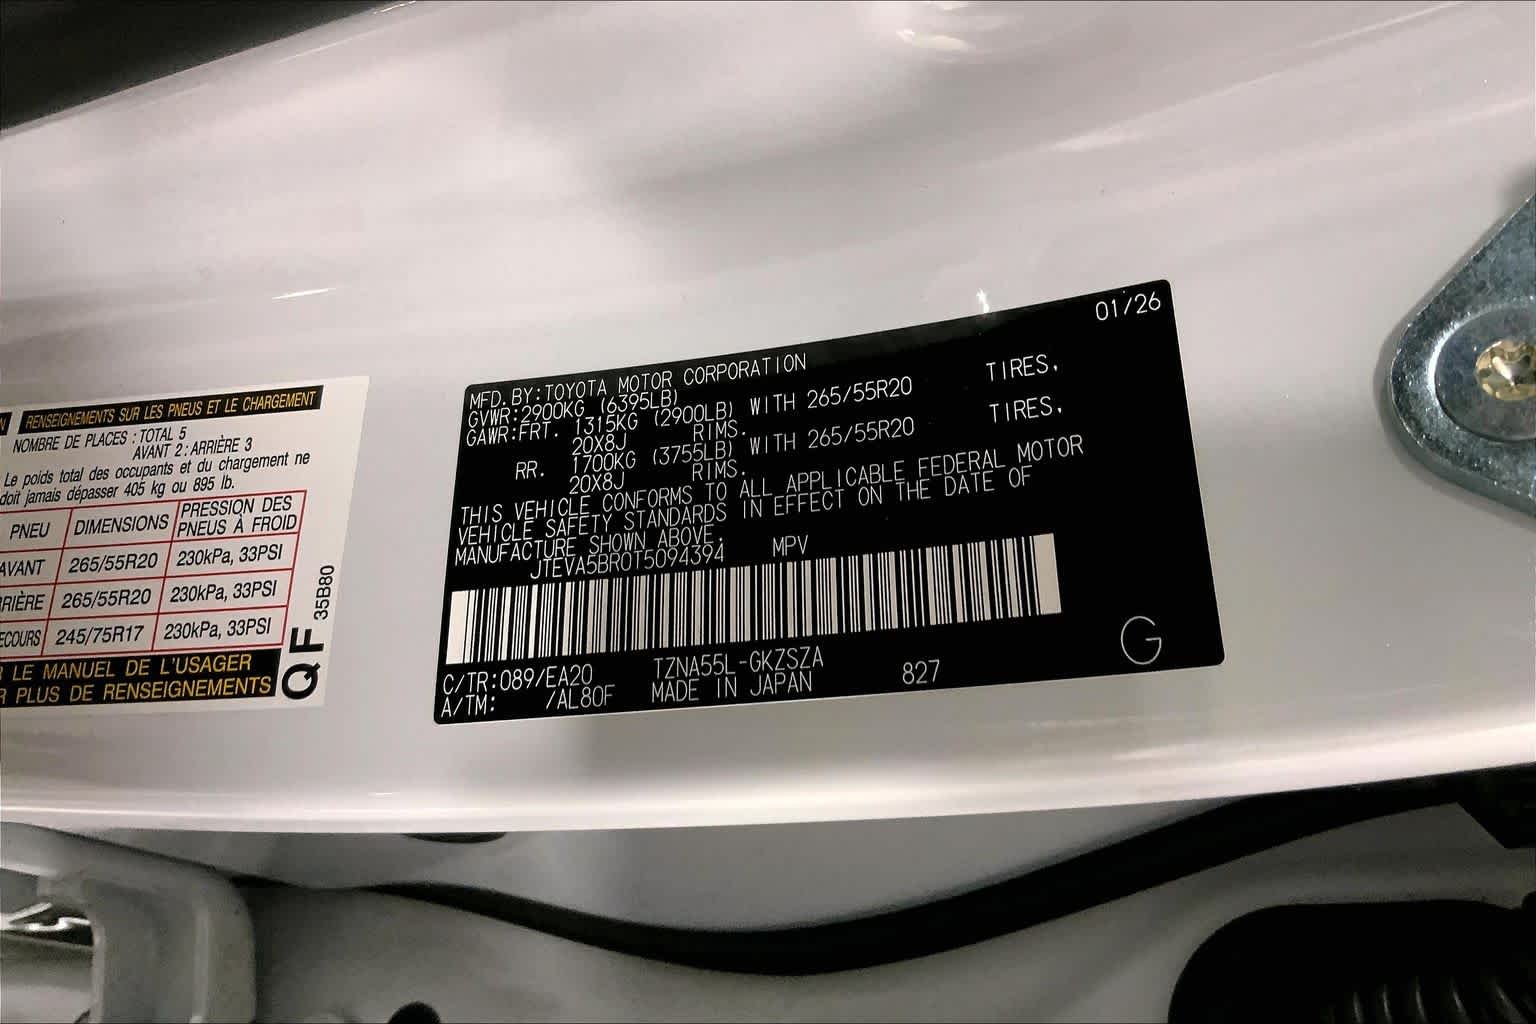 N RENSEIGNEMENTS SUR LES PNEUS ET LE CHARGEMENT
NOMBRE DE PLACES : TOTAL 5
AVANT 2 : ARRIÈRE 3
Le poids total des occupants et du chargement ne
doit jamais dépasser 405 kg ou 895 lb.
PNEU DIMENSIONS PRESSION DES PNEUS À FROID
AVANT 265/55R20 230kPa, 33PSI
RRIÈRE 265/55R20 230kPa, 33PSI
ECOURS 245/75R17 230kPa, 33PSI
R LE MANUEL DE L'USAGER
R PLUS DE RENSEIGNEMENTS
QF 35B80
01/26
MFD.BY:TOYOTA MOTOR CORPORATION
GVWR:2900KG (6395LB)
GAWR:FRT. 1315KG (2900LB) WITH 265/55R20 TIRES,
20X8J RIMS.
RR. 1700KG (3755LB) WITH 265/55R20 TIRES,
20X8J RIMS.
THIS VEHICLE CONFORMS TO ALL APPLICABLE FEDERAL MOTOR
VEHICLE SAFETY STANDARDS IN EFFECT ON THE DATE OF
MANUFACTURE SHOWN ABOVE.
JTEVA5BR0T5094394 MPV
C/TR:089/EA20 TZNA55L-GKZSZA 827
A/TM: /AL80F MADE IN JAPAN
G